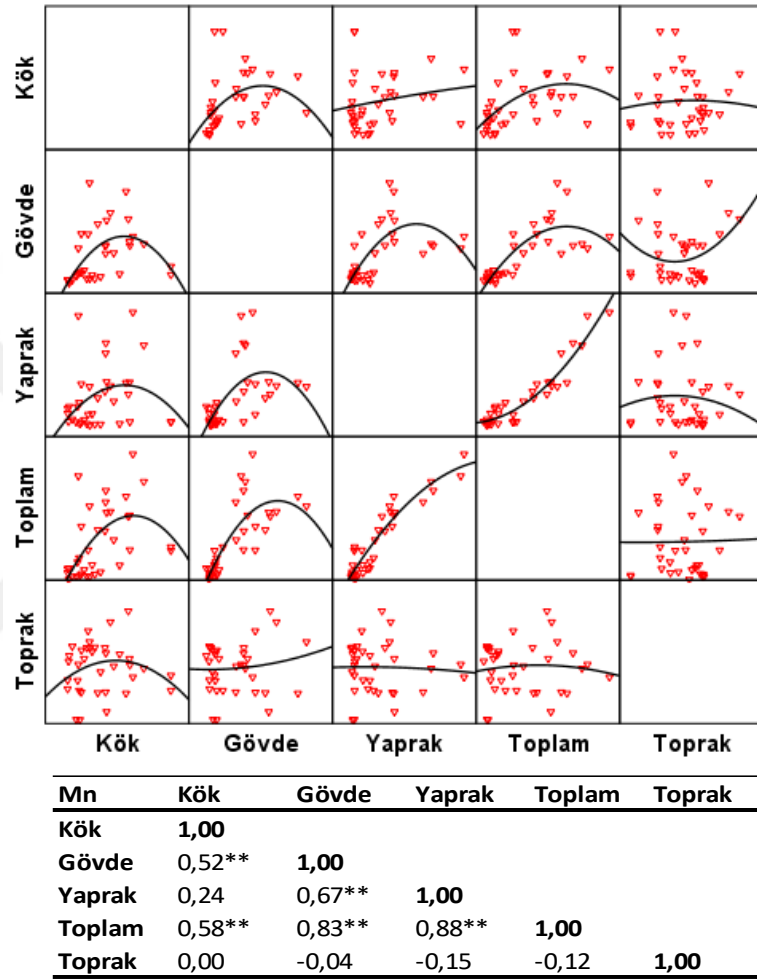 Kök
Gövde
Yaprak
Toplam
Toprak
Kök Gövde Yaprak Toplam Toprak
Mn Kök Gövde Yaprak Toplam Toprak
Kök 1,00
Gövde 0,52** 1,00
Yaprak 0,24 0,67** 1,00
Toplam 0,58** 0,83** 0,88** 1,00
Toprak 0,00 -0,04 -0,15 -0,12 1,00